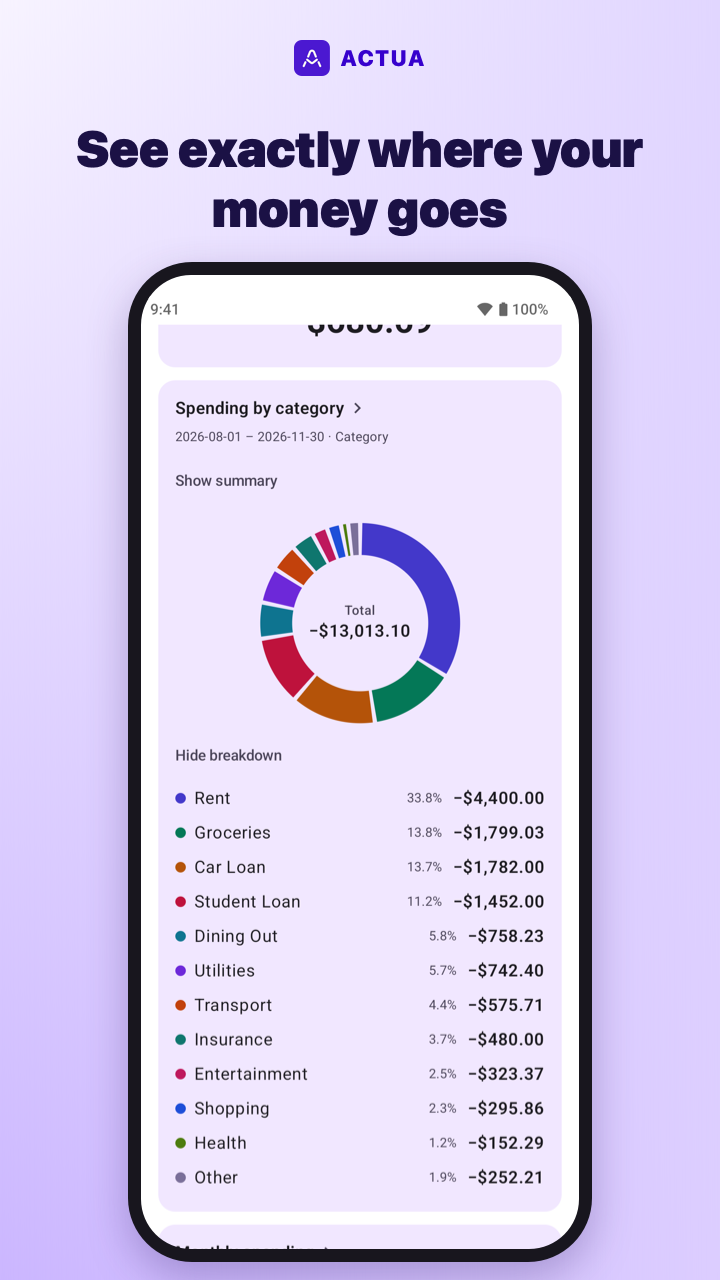 ACTUA
See exactly where your
money goes
9:41 100%
Spending by category
2026-08-01 – 2026-11-30 · Category
Show summary
Total
−$13,013.10
Hide breakdown
Rent 33.8% −$4,400.00
Groceries 13.8% −$1,799.03
Car Loan 13.7% −$1,782.00
Student Loan 11.2% −$1,452.00
Dining Out 5.8% −$758.23
Utilities 5.7% −$742.40
Transport 4.4% −$575.71
Insurance 3.7% −$480.00
Entertainment 2.5% −$323.37
Shopping 2.3% −$295.86
Health 1.2% −$152.29
Other 1.9% −$252.21